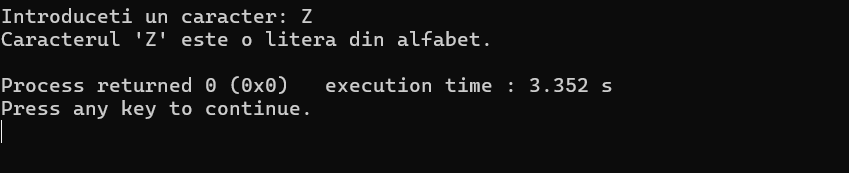 Introduceti un caracter: Z
Caracterul 'Z' este o litera din alfabet.
Process returned 0 (0x0)   execution time : 3.352 s
Press any key to continue.